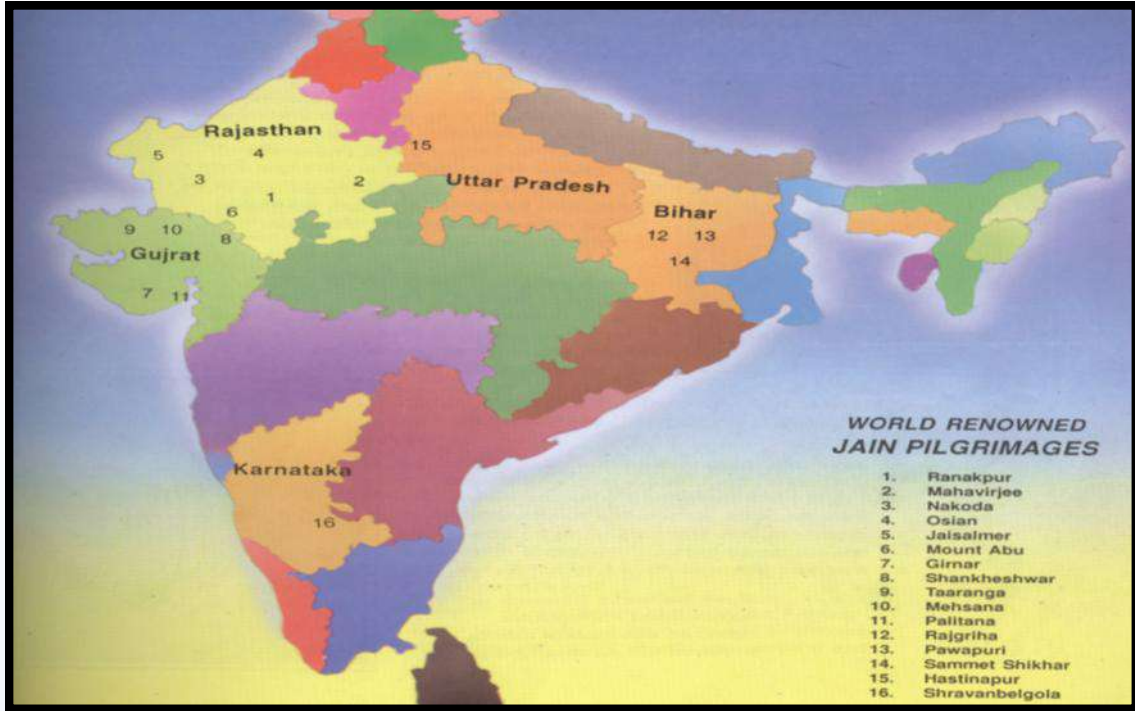 Rajasthan
5
4
15
3
2
Uttar Pradesh
1
6
Bihar
9 10
8
12 13
Gujrat
14
7
11
WORLD RENOWNED
JAIN PILGRIMAGES
Karnataka
16
1. Ranakpur
2. Mahavirjee
3. Nakoda
4. Osian
5. Jaisalmer
6. Mount Abu
7. Girnar
8. Shankheshwar
9. Taaranga
10. Mehsana
11. Palitana
12. Rajgriha
13. Pawapuri
14. Sammet Shikhar
15. Hastinapur
16. Shravanbelgola